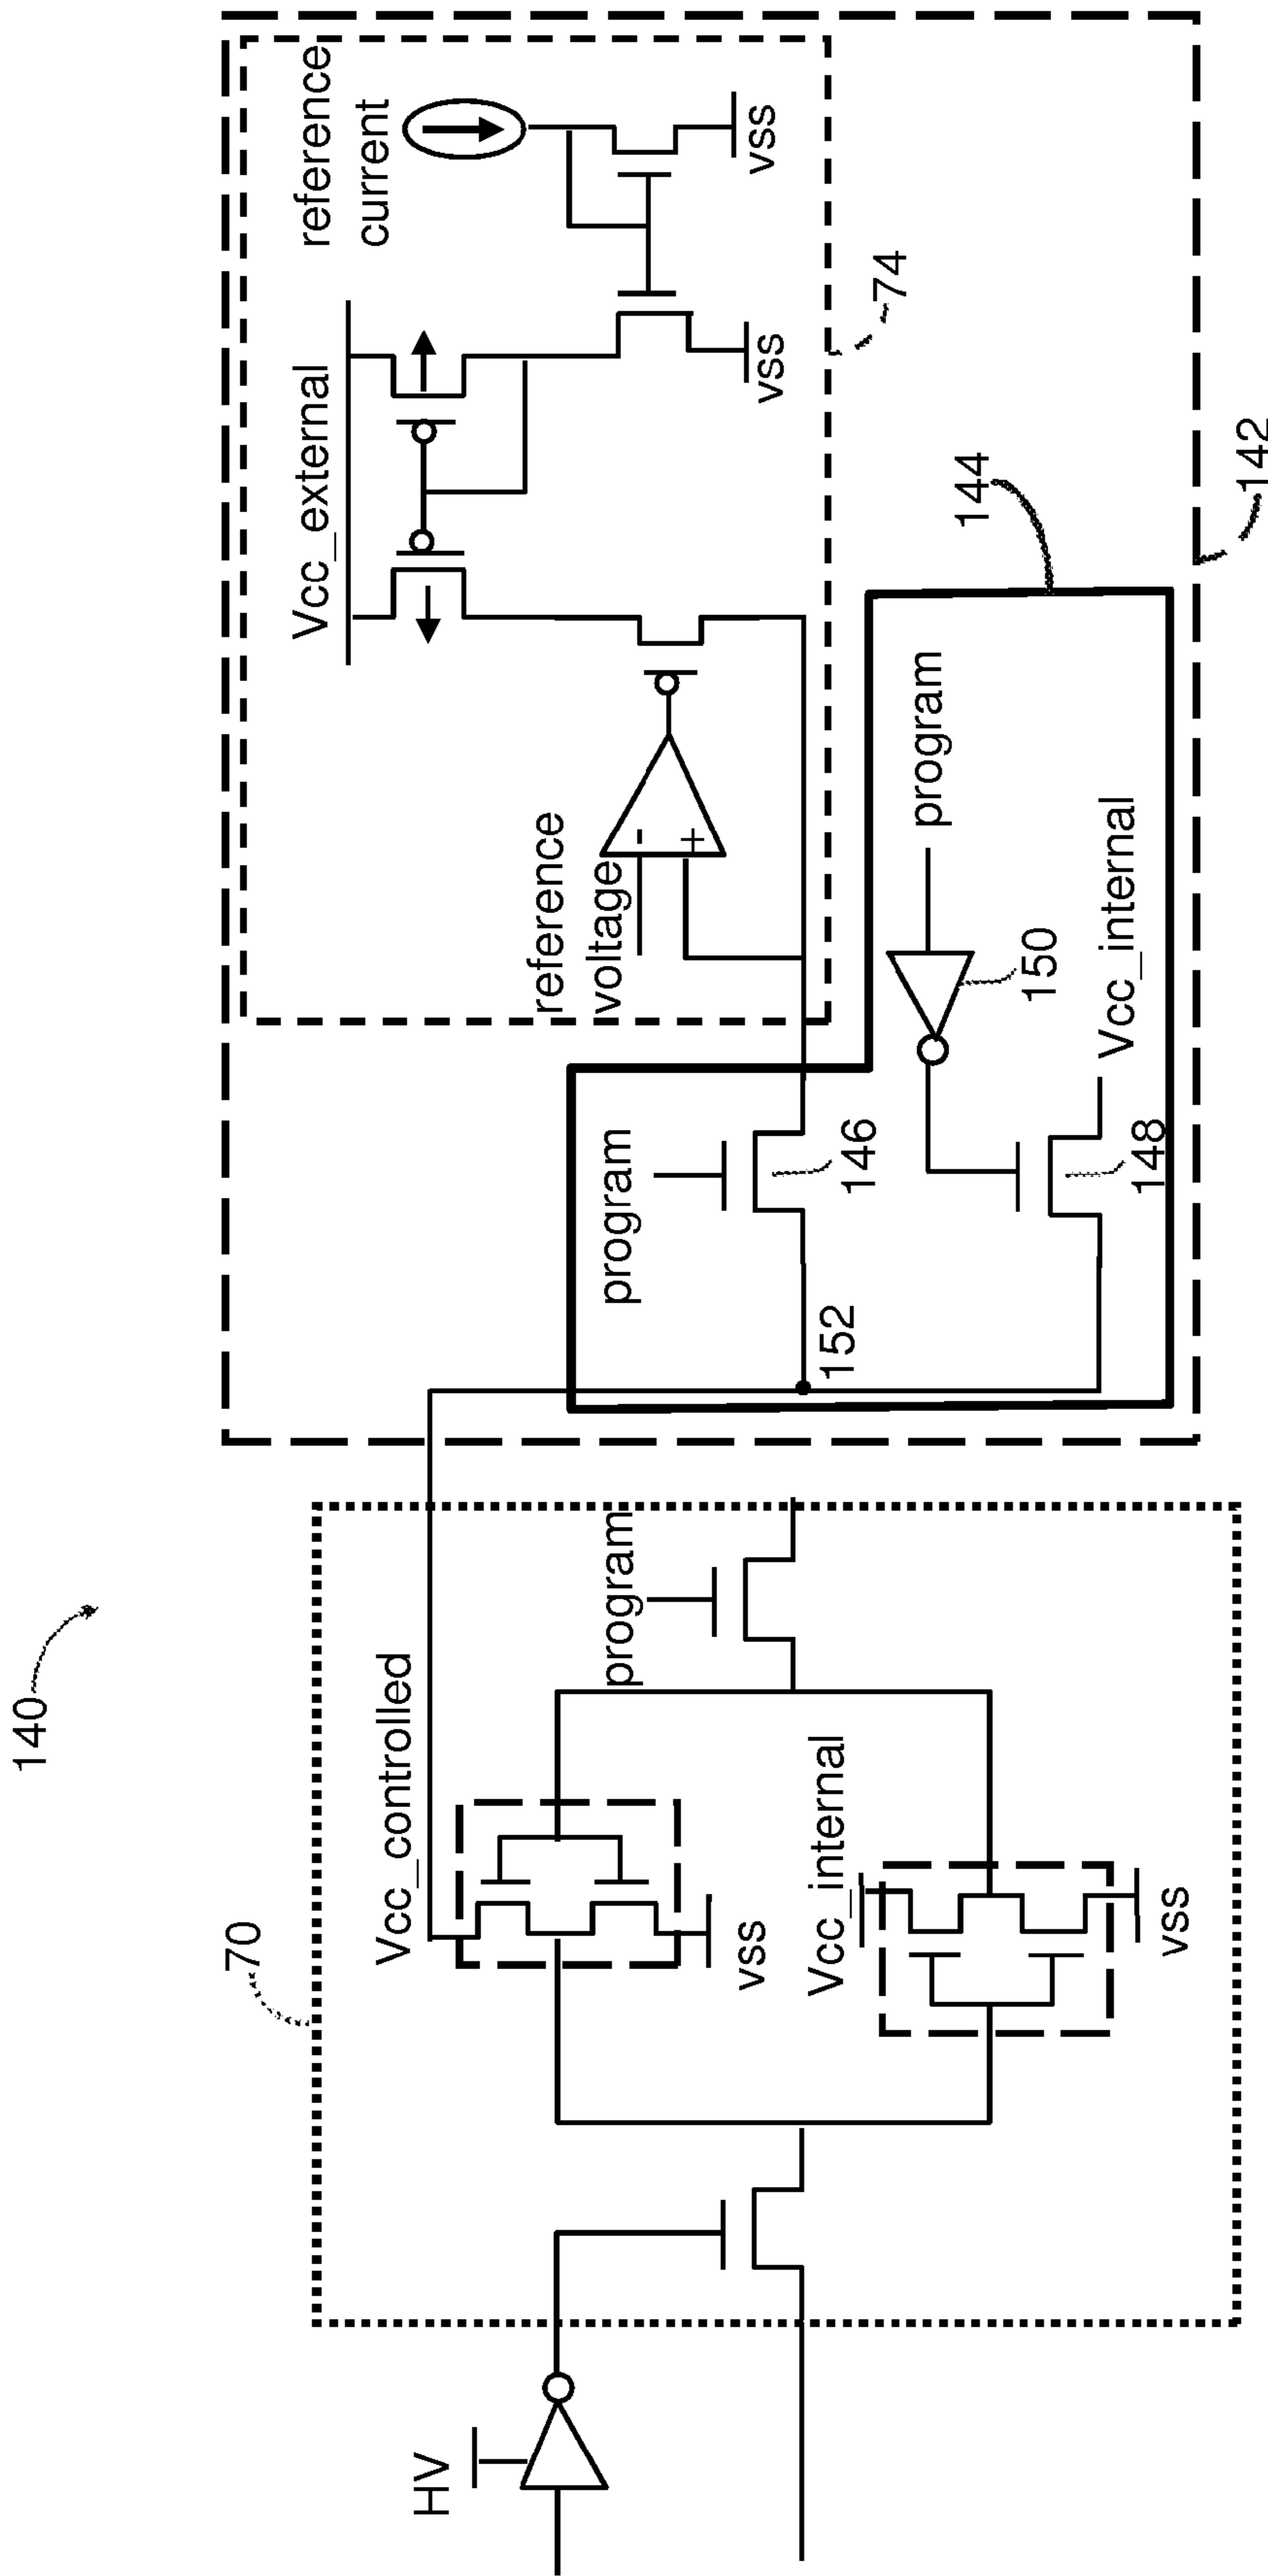 140
70
HV
Vcc_controlled
vss
Vcc_internal
vss
program
program
152
146
148
150
program
Vcc_internal
144
142
74
reference
voltage
-
+
Vcc_external
vss
vss
reference
current